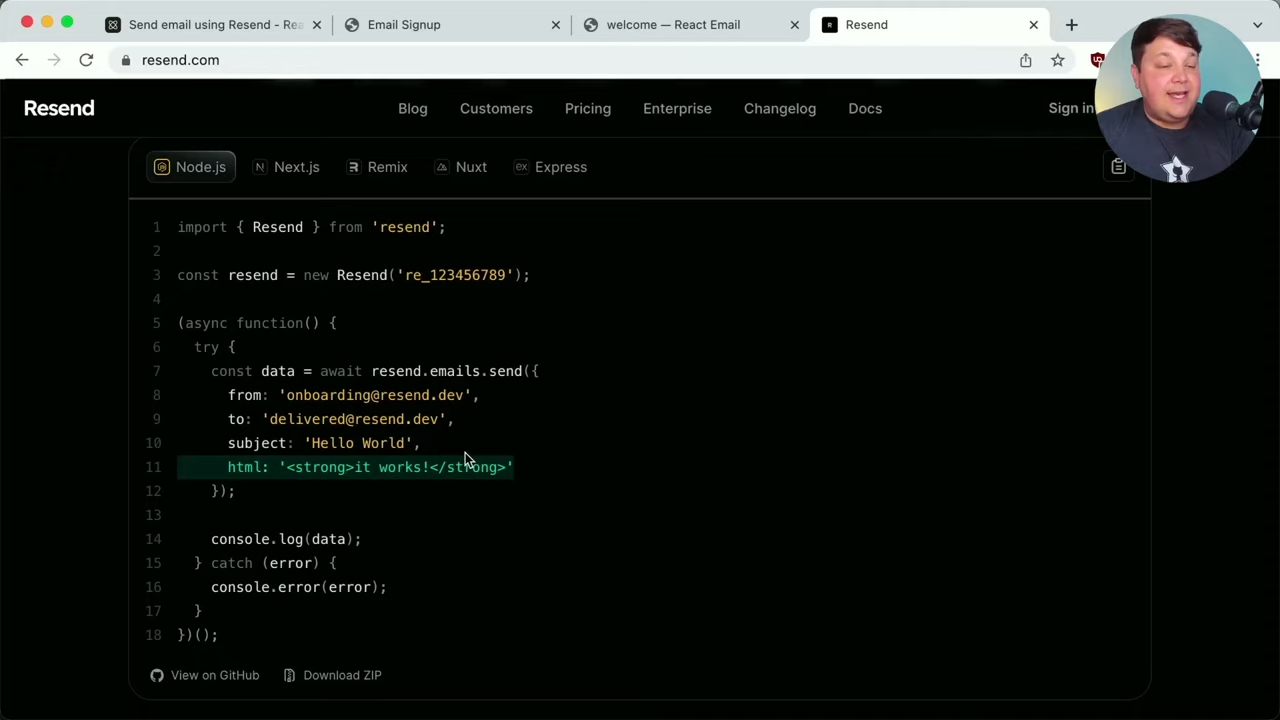 Send email using Resend - Rea
Email Signup
welcome — React Email
Resend
resend.com
Resend
Blog
Customers
Pricing
Enterprise
Changelog
Docs
Sign in
Node.js
Next.js
Remix
Nuxt
Express
1 import { Resend } from 'resend';
2
3 const resend = new Resend('re_123456789');
4
5 (async function() {
6 try {
7 const data = await resend.emails.send({
8 from: 'onboarding@resend.dev',
9 to: 'delivered@resend.dev',
10 subject: 'Hello World',
11 html: '<strong>it works!</strong>'
12 });
13
14 console.log(data);
15 } catch (error) {
16 console.error(error);
17 }
18 })();
View on GitHub
Download ZIP